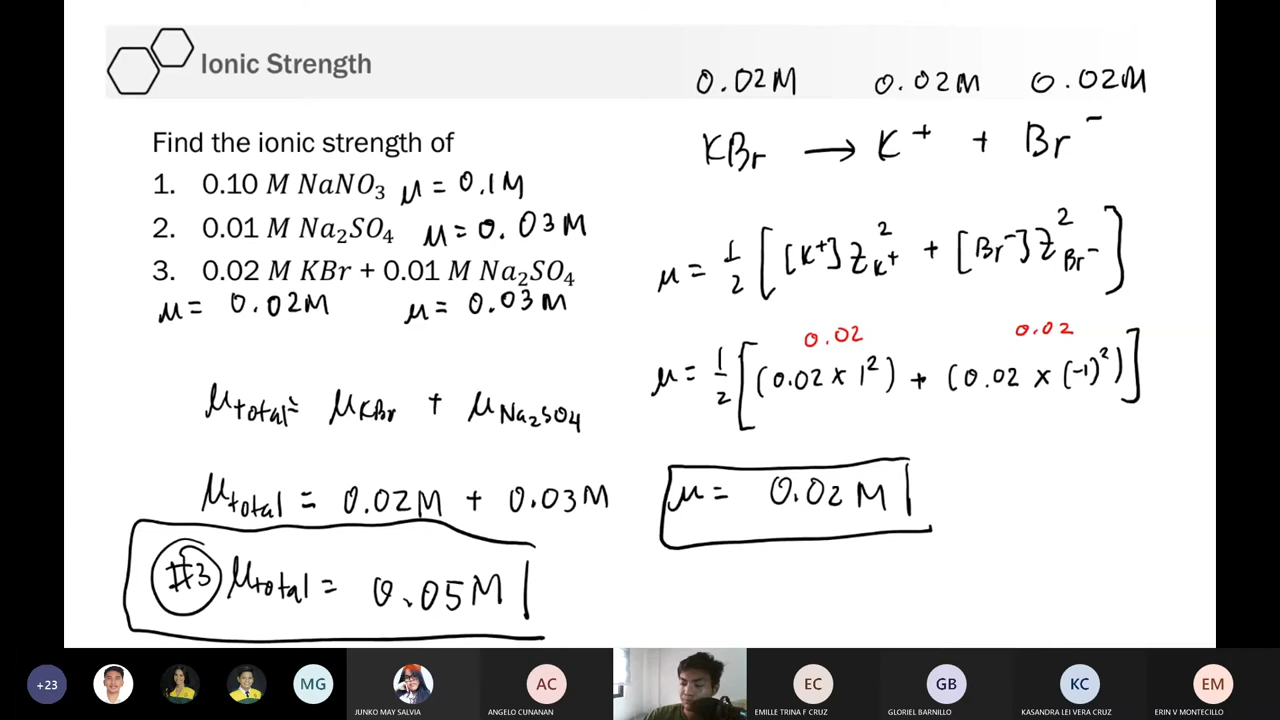 Ionic Strength
Find the ionic strength of
1. 0.10 M NaNO₃ μ = 0.1M
2. 0.01 M Na₂SO₄ μ = 0.03M
3. 0.02 M KBr + 0.01 M Na₂SO₄
μ = 0.02M μ = 0.03M
μtotal = μKBr + μNa₂SO₄
μtotal = 0.02M + 0.03M
#3 μtotal = 0.05M
0.02M 0.02M 0.02M
KBr → K⁺ + Br⁻
μ = 1/2 [[K⁺]Z²K⁺ + [Br⁻]Z²Br⁻]
0.02 0.02
μ = 1/2 [(0.02 × 1²) + (0.02 × (-1)²)]
μ = 0.02M
+23
MG
JUNKO MAY SALVIA
AC
ANGELO CUNANAN
EC
EMILLE TRINA F CRUZ
GB
GLORIEL BARNILLO
KC
KASANDRA LEI VERA CRUZ
EM
ERIN V MONTECILLO